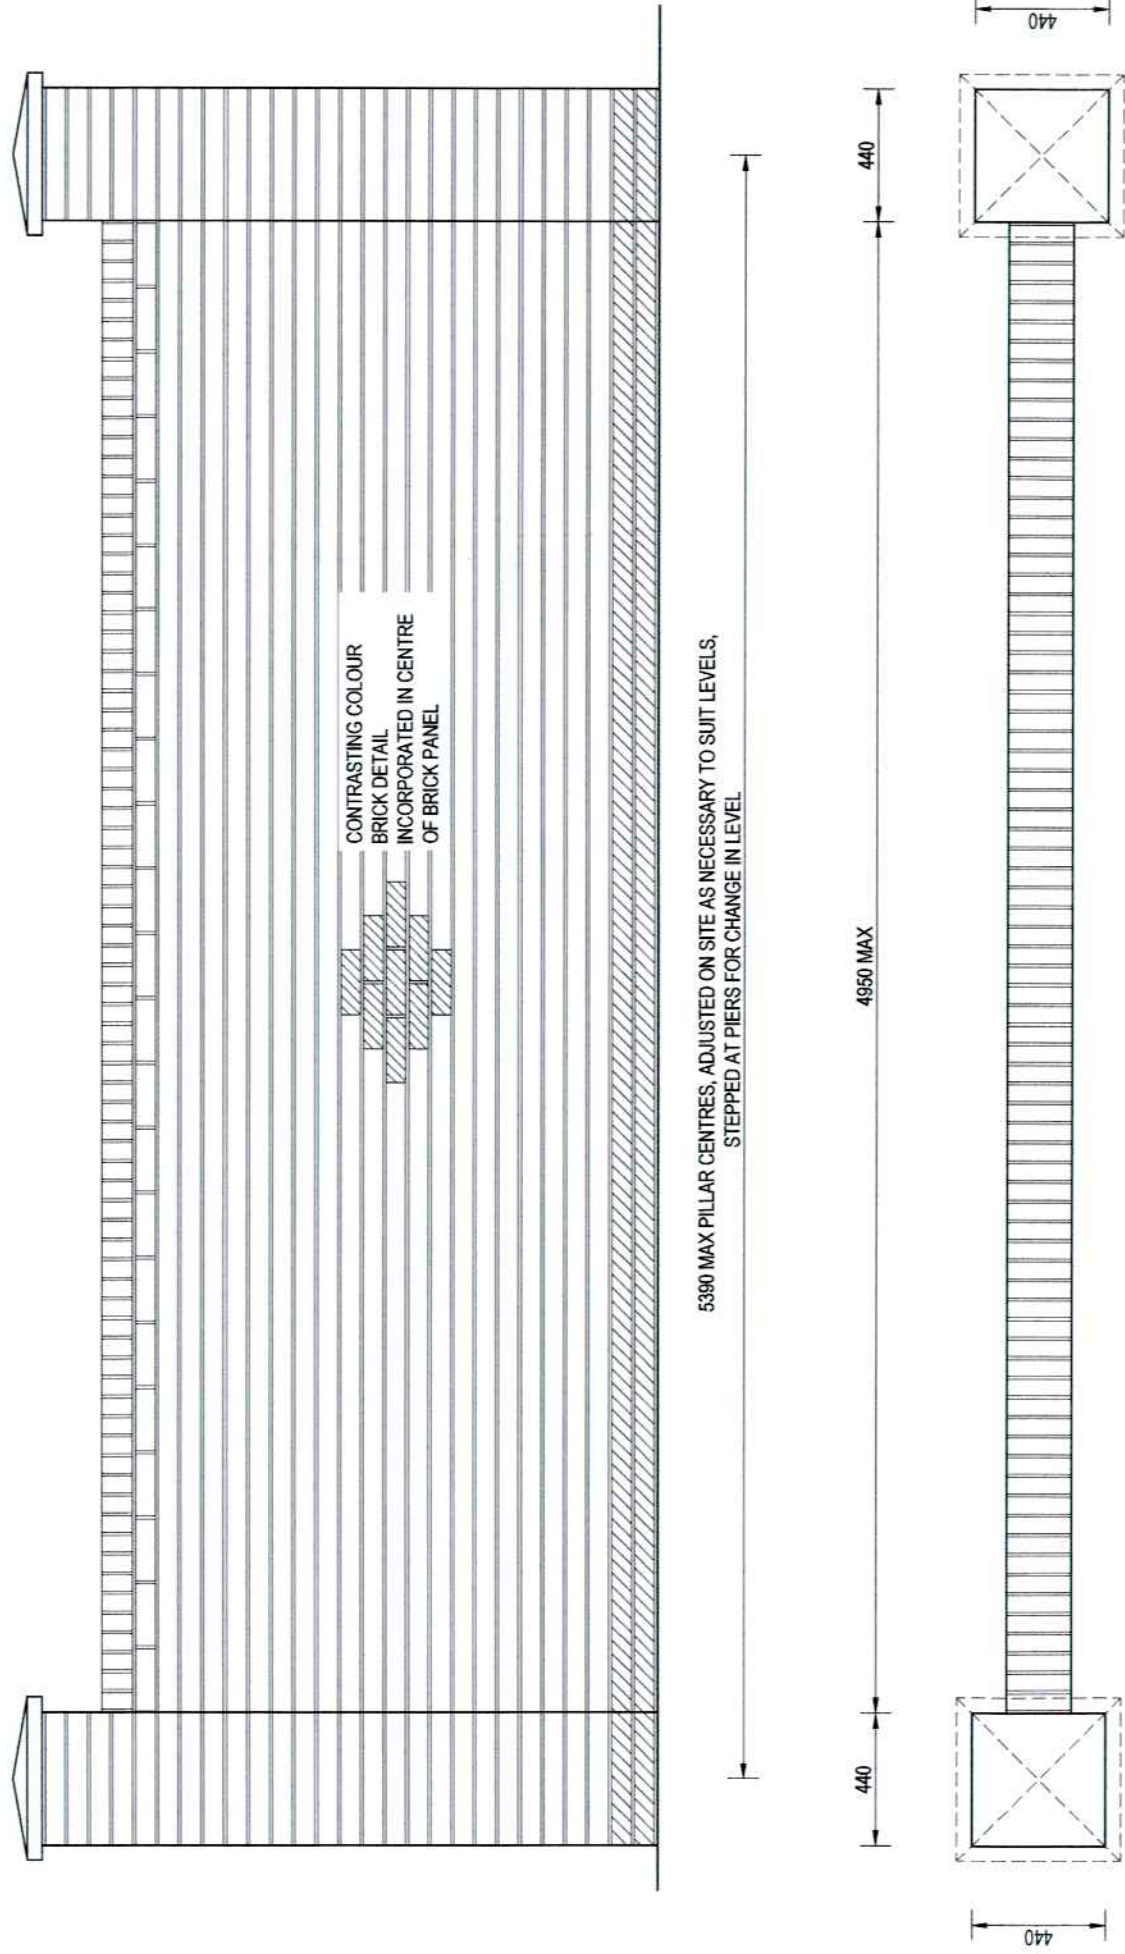 CONTRASTING COLOUR
BRICK DETAIL
INCORPORATED IN CENTRE
OF BRICK PANEL
5390 MAX PILLAR CENTRES, ADJUSTED ON SITE AS NECESSARY TO SUIT LEVELS,
STEPPED AT PIERS FOR CHANGE IN LEVEL
440
4950 MAX
440
440
440